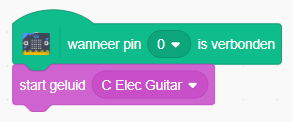 wanneer pin 0 is verbonden
start geluid C Elec Guitar